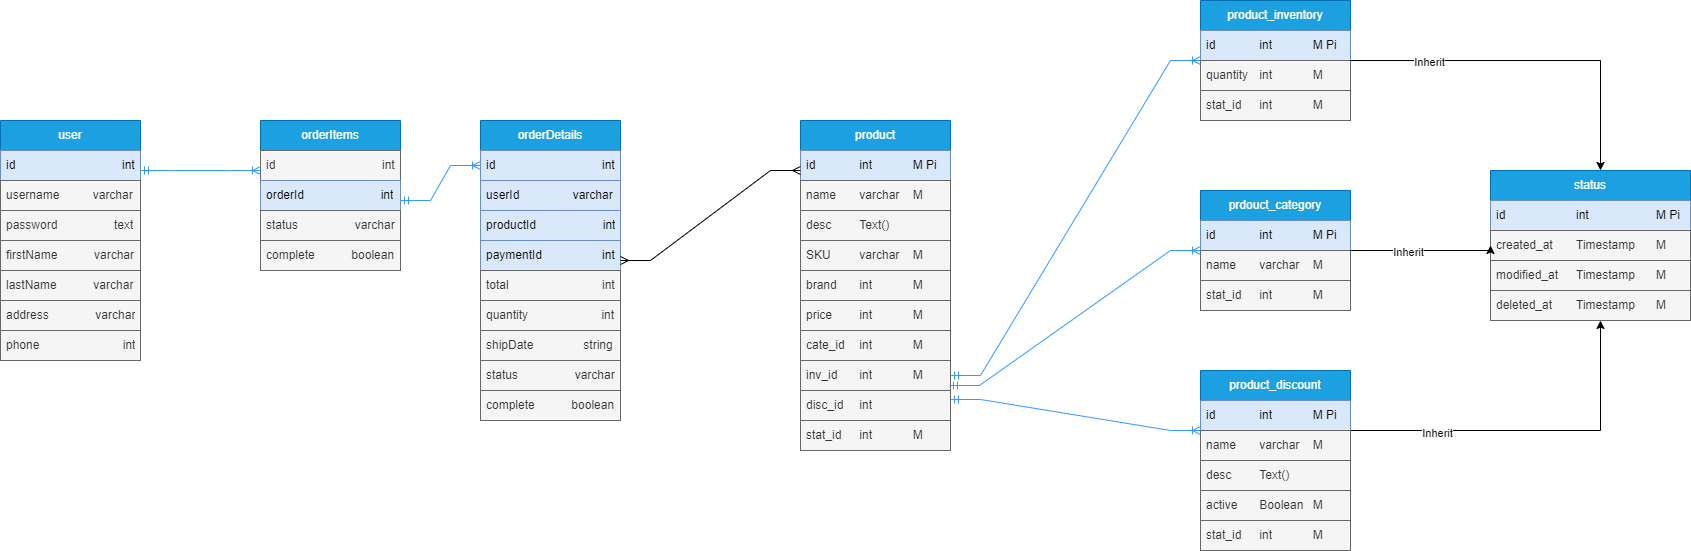 user
id int
username varchar
password text
firstName varchar
lastName varchar
address varchar
phone int
orderItems
id int
orderId int
status varchar
complete boolean
orderDetails
id int
userId varchar
productId int
paymentId int
total int
quantity int
shipDate string
status varchar
complete boolean
product
id int M Pi
name varchar M
desc Text()
SKU varchar M
brand int M
price int M
cate_id int M
inv_id int M
disc_id int
stat_id int M
product_inventory
id int M Pi
quantity int M
stat_id int M
Inherit
prdouct_category
id int M Pi
name varchar M
stat_id int M
Inherit
product_discount
id int M Pi
name varchar M
desc Text()
active Boolean M
stat_id int M
Inherit
status
id int M Pi
created_at Timestamp M
modified_at Timestamp M
deleted_at Timestamp M